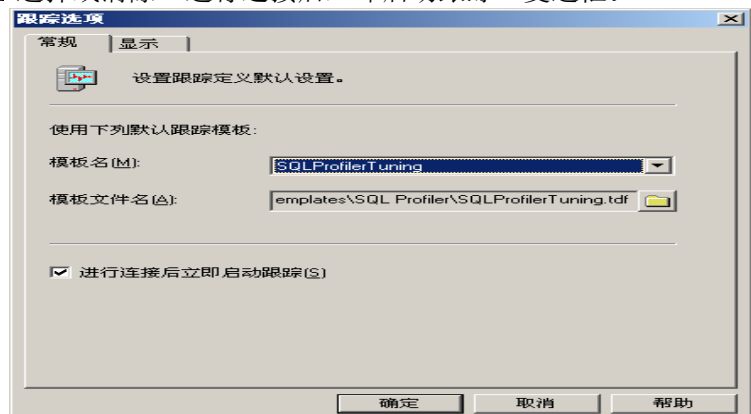 跟踪选项
常规 显示
设置跟踪定义默认设置。
使用下列默认跟踪模板:
模板名(M): SQLProfilerTuning
模板文件名(A): emplates\SQL Profiler\SQLProfilerTuning.tdf
进行连接后立即启动跟踪(S)
确定 取消 帮助